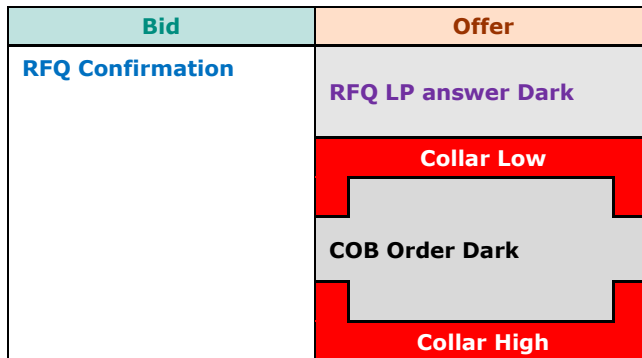 Bid
Offer
RFQ Confirmation
RFQ LP answer Dark
Collar Low
COB Order Dark
Collar High